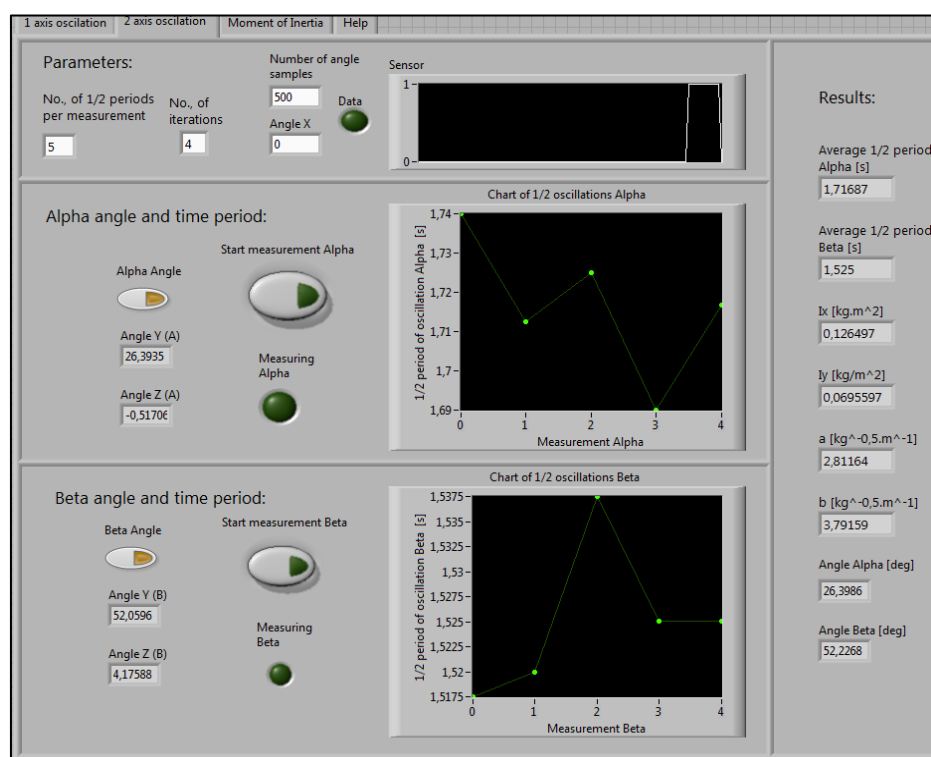 1 axis oscilation
2 axis oscilation
Moment of Inertia
Help
Parameters:
No., of 1/2 periods
per measurement
5
No., of
iterations
4
Number of angle
samples
500
Angle X
0
Data
Sensor
1
0
Alpha angle and time period:
Alpha Angle
Start measurement Alpha
Angle Y (A)
26,3935
Angle Z (A)
-0,51706
Measuring
Alpha
Chart of 1/2 oscillations Alpha
1/2 period of oscillation Alpha [s]
1,74
1,73
1,72
1,71
1,7
1,69
0 1 2 3 4
Measurement Alpha
Beta angle and time period:
Beta Angle
Start measurement Beta
Angle Y (B)
52,0596
Angle Z (B)
4,17588
Measuring
Beta
Chart of 1/2 oscillations Beta
1/2 period of oscillation Beta [s]
1,5375
1,535
1,5325
1,53
1,5275
1,525
1,5225
1,52
1,5175
0 1 2 3 4
Measurement Beta
Results:
Average 1/2 period
Alpha [s]
1,71687
Average 1/2 period
Beta [s]
1,525
Ix [kg.m^2]
0,126497
Iy [kg/m^2]
0,0695597
a [kg^-0,5.m^-1]
2,81164
b [kg^-0,5.m^-1]
3,79159
Angle Alpha [deg]
26,3986
Angle Beta [deg]
52,2268